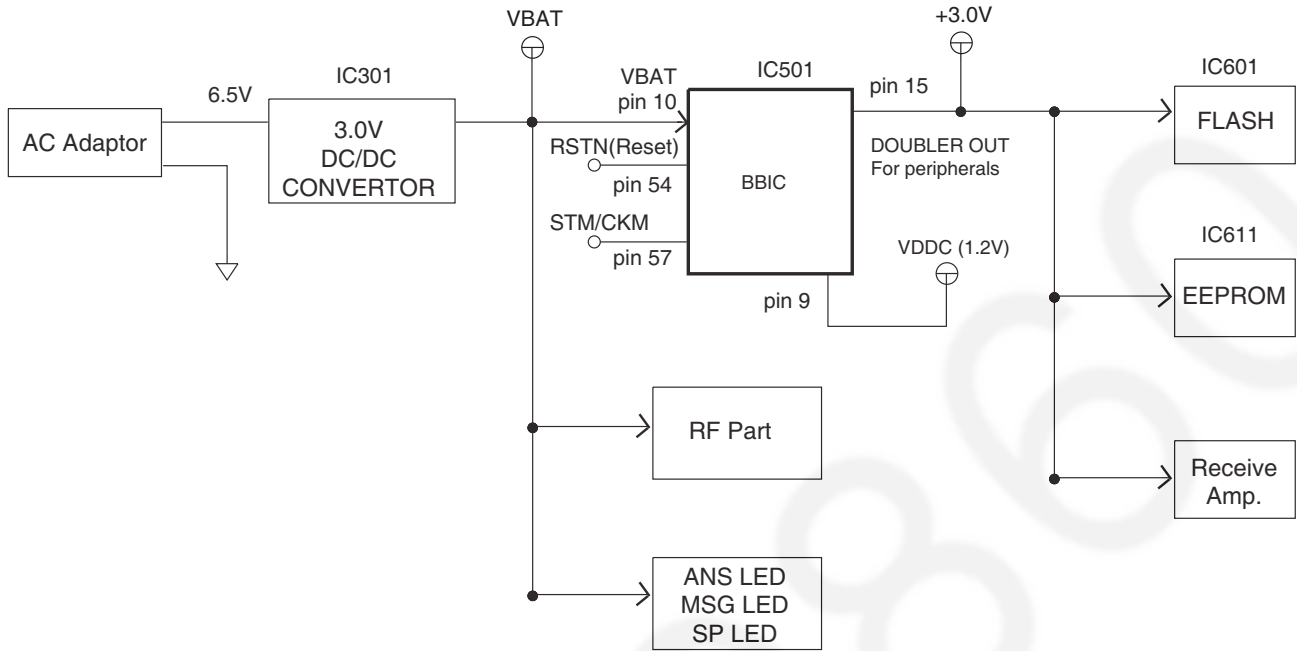 VBAT
+3.0V
IC301
IC501
IC601
6.5V
VBAT
pin 10
pin 15
AC Adaptor
3.0V
DC/DC
CONVERTOR
FLASH
RSTN(Reset)
pin 54
BBIC
DOUBLER OUT
For peripherals
STM/CKM
pin 57
VDDC (1.2V)
IC611
pin 9
EEPROM
RF Part
Receive
Amp.
ANS LED
MSG LED
SP LED
860